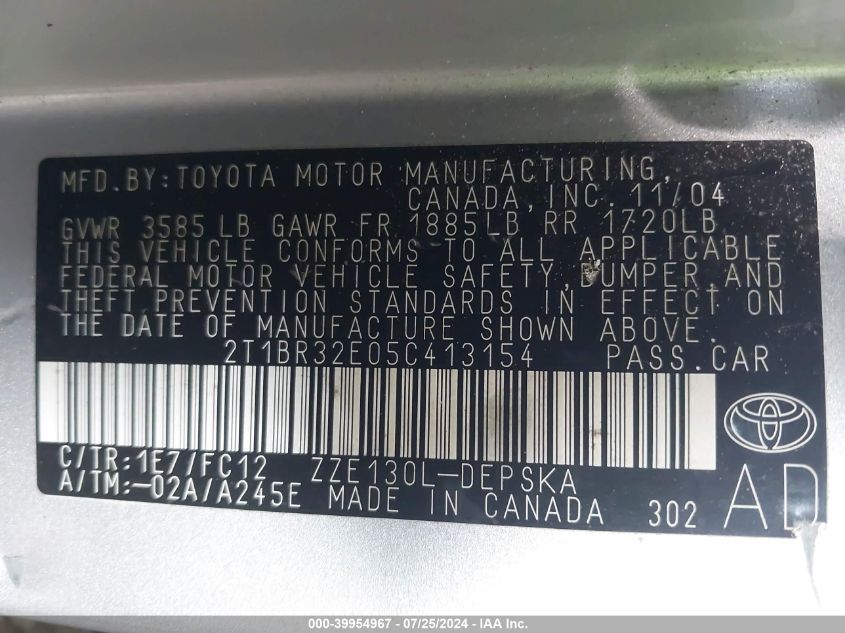 MFD.BY:TOYOTA MOTOR MANUFACTURING,
CANADA, INC. 11/04
GVWR 3585 LB GAWR FR 1885LB RR 1720LB
THIS VEHICLE CONFORMS TO ALL APPLICABLE
FEDERAL MOTOR VEHICLE SAFETY, BUMPER, AND
THEFT PREVENTION STANDARDS IN EFFECT ON
THE DATE OF MANUFACTURE SHOWN ABOVE.
2T1BR32E05C413154 PASS.CAR
C/TR:1E7/FC12 ZZE130L-DEPSKA
A/TM:-02A/A245E MADE IN CANADA 302 AD
000-39954967 - 07/25/2024 - IAA Inc.